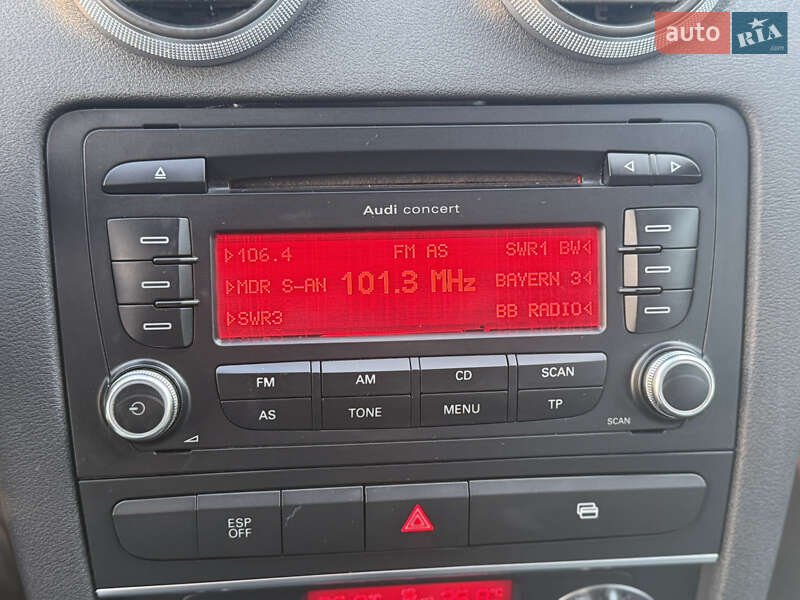 auto RIA .com
Audi concert
▷106.4 FM AS SWR1 BW◁
▷MDR S-AN 101.3 MHz BAYERN 3◁
▷SWR3 BB RADIO◁
FM AM CD SCAN
AS TONE MENU TP
SCAN
ESP
OFF